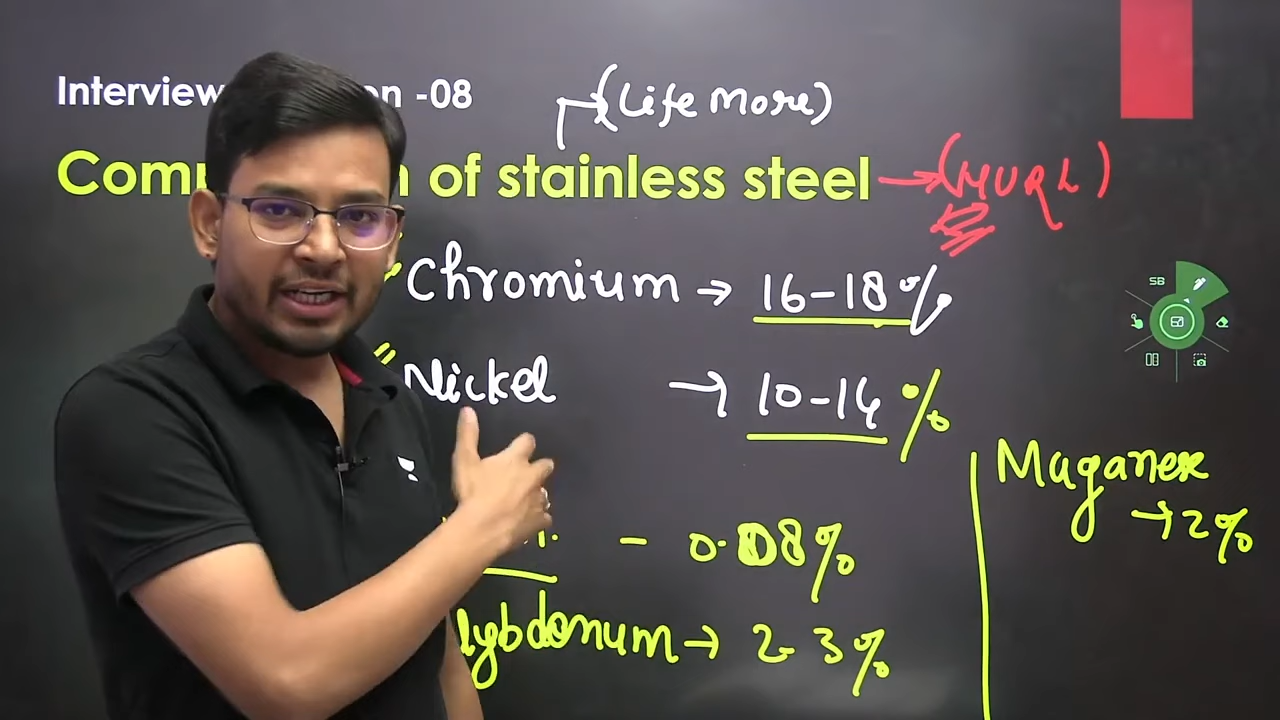 Interview on -08
(Life More)
Com n of stainless steel → (MURL)
Chromium → 16-18%
Nickel → 10-14%
Maganex
→ 2%
- 0.08%
lybdenum → 2-3%
SB